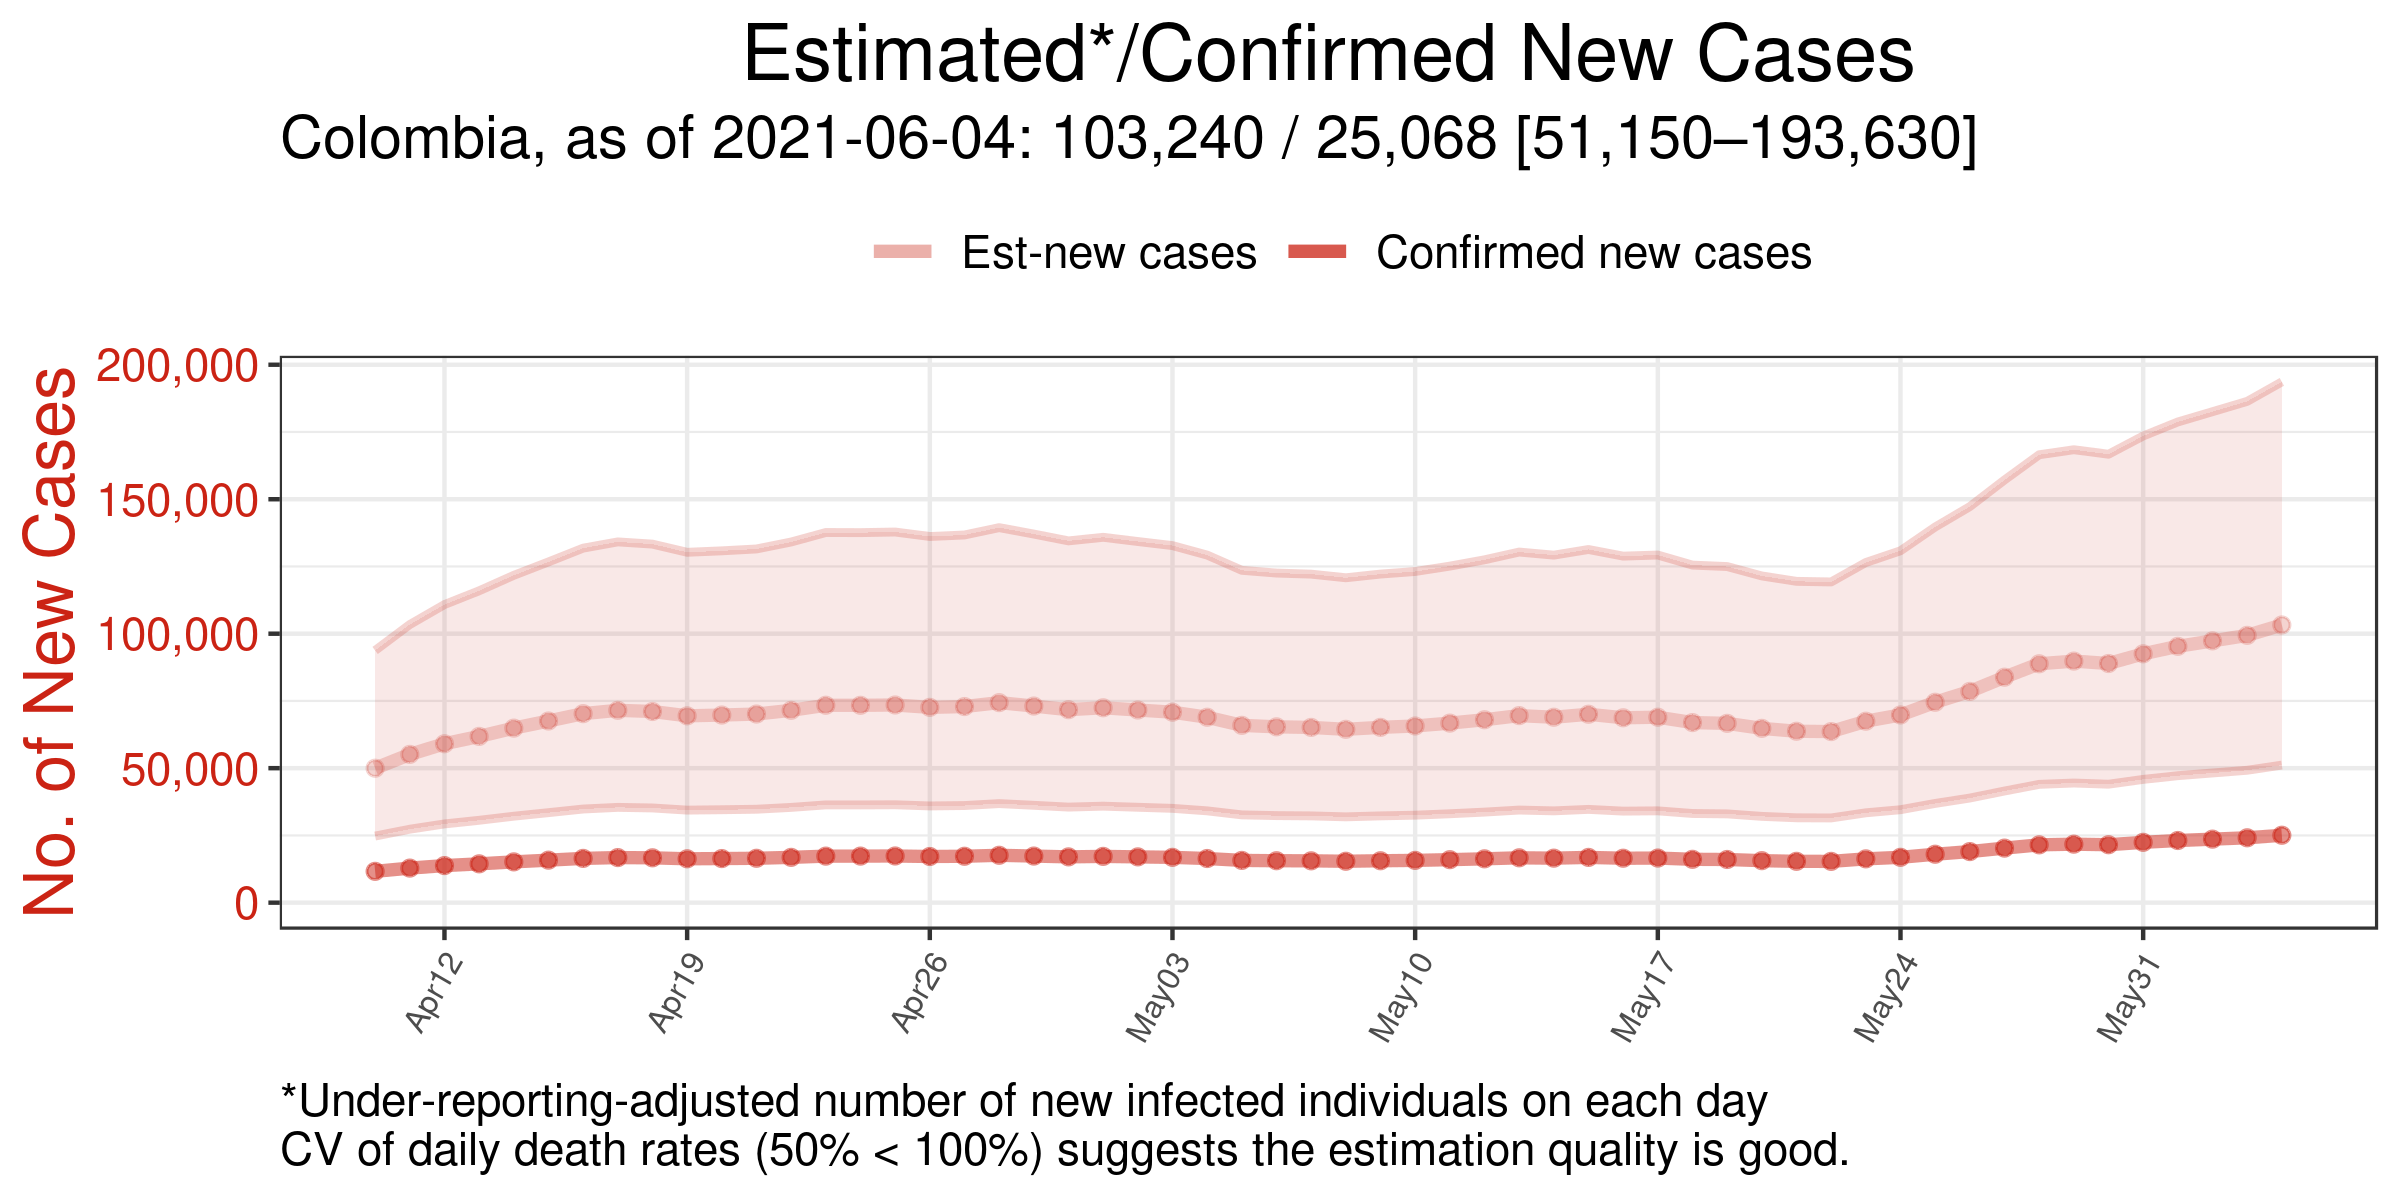 Estimated*/Confirmed New Cases
Colombia, as of 2021-06-04: 103,240 / 25,068 [51,150–193,630]
Est-new cases Confirmed new cases
No. of New Cases
200,000
150,000
100,000
50,000
0
Apr12 Apr19 Apr26 May03 May10 May17 May24 May31
*Under-reporting-adjusted number of new infected individuals on each day
CV of daily death rates (50% < 100%) suggests the estimation quality is good.